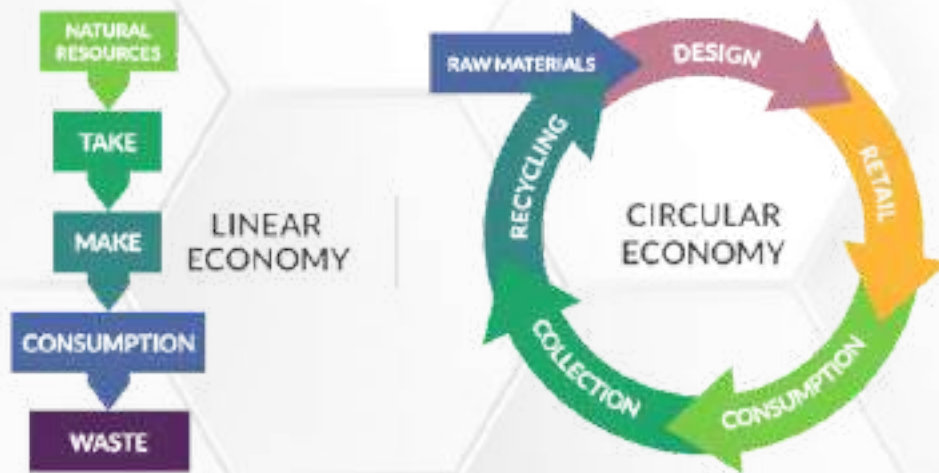 NATURAL
RESOURCES
TAKE
MAKE
CONSUMPTION
WASTE
LINEAR
ECONOMY
RAW MATERIALS
DESIGN
RETAIL
CONSUMPTION
COLLECTION
RECYCLING
CIRCULAR
ECONOMY